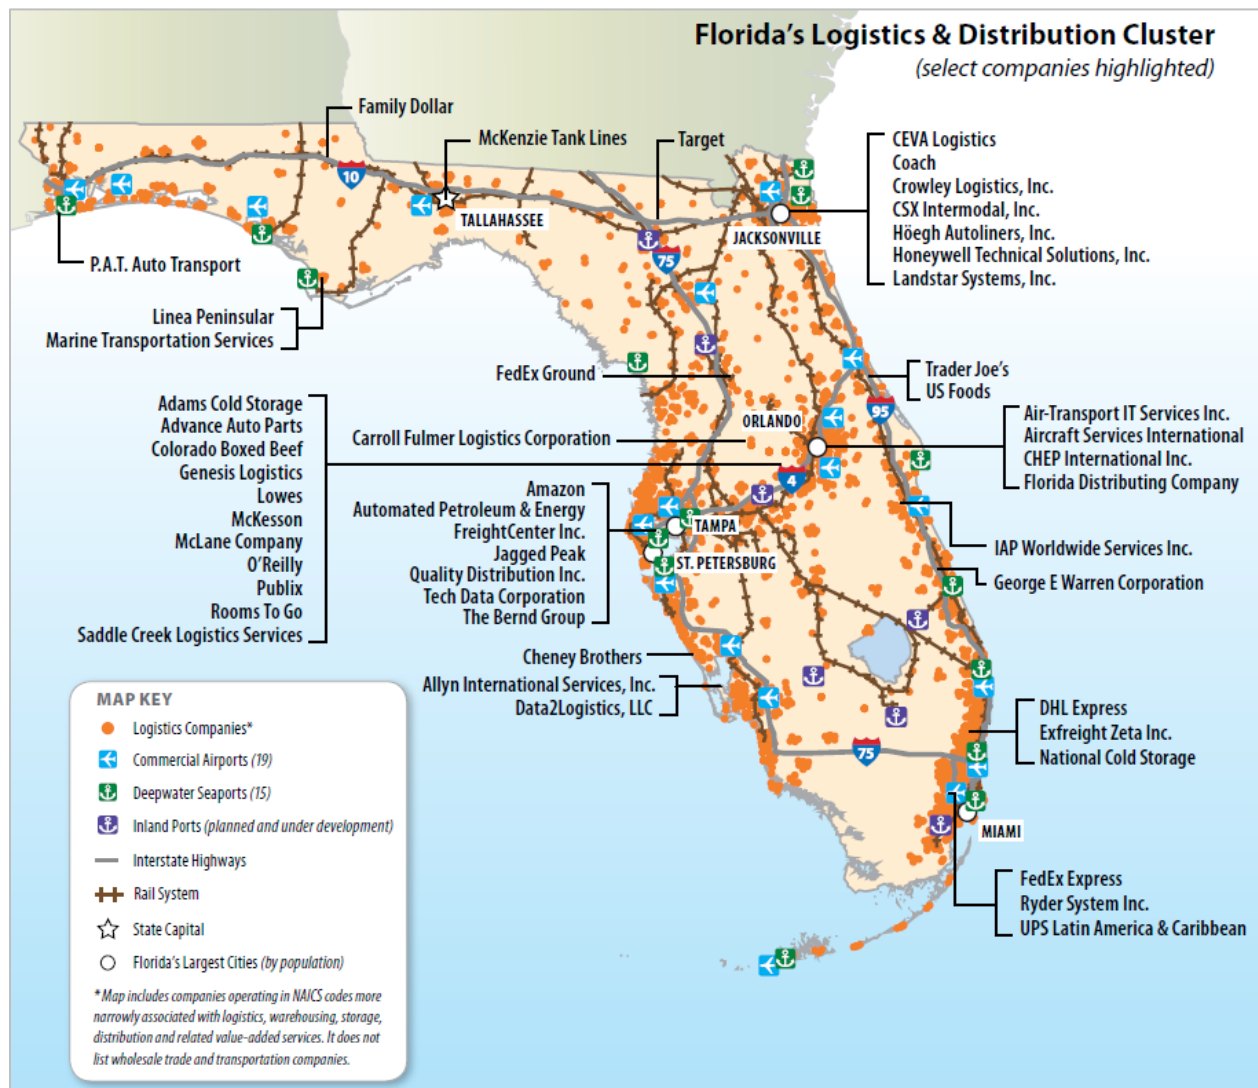 Florida's Logistics & Distribution Cluster
(select companies highlighted)
Family Dollar
McKenzie Tank Lines
Target
CEVA Logistics
Coach
Crowley Logistics, Inc.
CSX Intermodal, Inc.
Höegh Autoliners, Inc.
Honeywell Technical Solutions, Inc.
Landstar Systems, Inc.
10
TALLAHASSEE
JACKSONVILLE
75
P.A.T. Auto Transport
Linea Peninsular
Marine Transportation Services
FedEx Ground
Trader Joe's
US Foods
95
Adams Cold Storage
Advance Auto Parts
Colorado Boxed Beef
Genesis Logistics
Lowes
McKesson
McLane Company
O'Reilly
Publix
Rooms To Go
Saddle Creek Logistics Services
Carroll Fulmer Logistics Corporation
ORLANDO
4
Air-Transport IT Services Inc.
Aircraft Services International
CHEP International Inc.
Florida Distributing Company
Amazon
Automated Petroleum & Energy
FreightCenter Inc.
Jagged Peak
Quality Distribution Inc.
Tech Data Corporation
The Bernd Group
TAMPA
ST. PETERSBURG
IAP Worldwide Services Inc.
George E Warren Corporation
Cheney Brothers
Allyn International Services, Inc.
Data2Logistics, LLC
75
DHL Express
Exfreight Zeta Inc.
National Cold Storage
MIAMI
FedEx Express
Ryder System Inc.
UPS Latin America & Caribbean
MAP KEY
Logistics Companies*
Commercial Airports (19)
Deepwater Seaports (15)
Inland Ports (planned and under development)
Interstate Highways
Rail System
State Capital
Florida's Largest Cities (by population)
* Map includes companies operating in NAICS codes more
narrowly associated with logistics, warehousing, storage,
distribution and related value-added services. It does not
list wholesale trade and transportation companies.